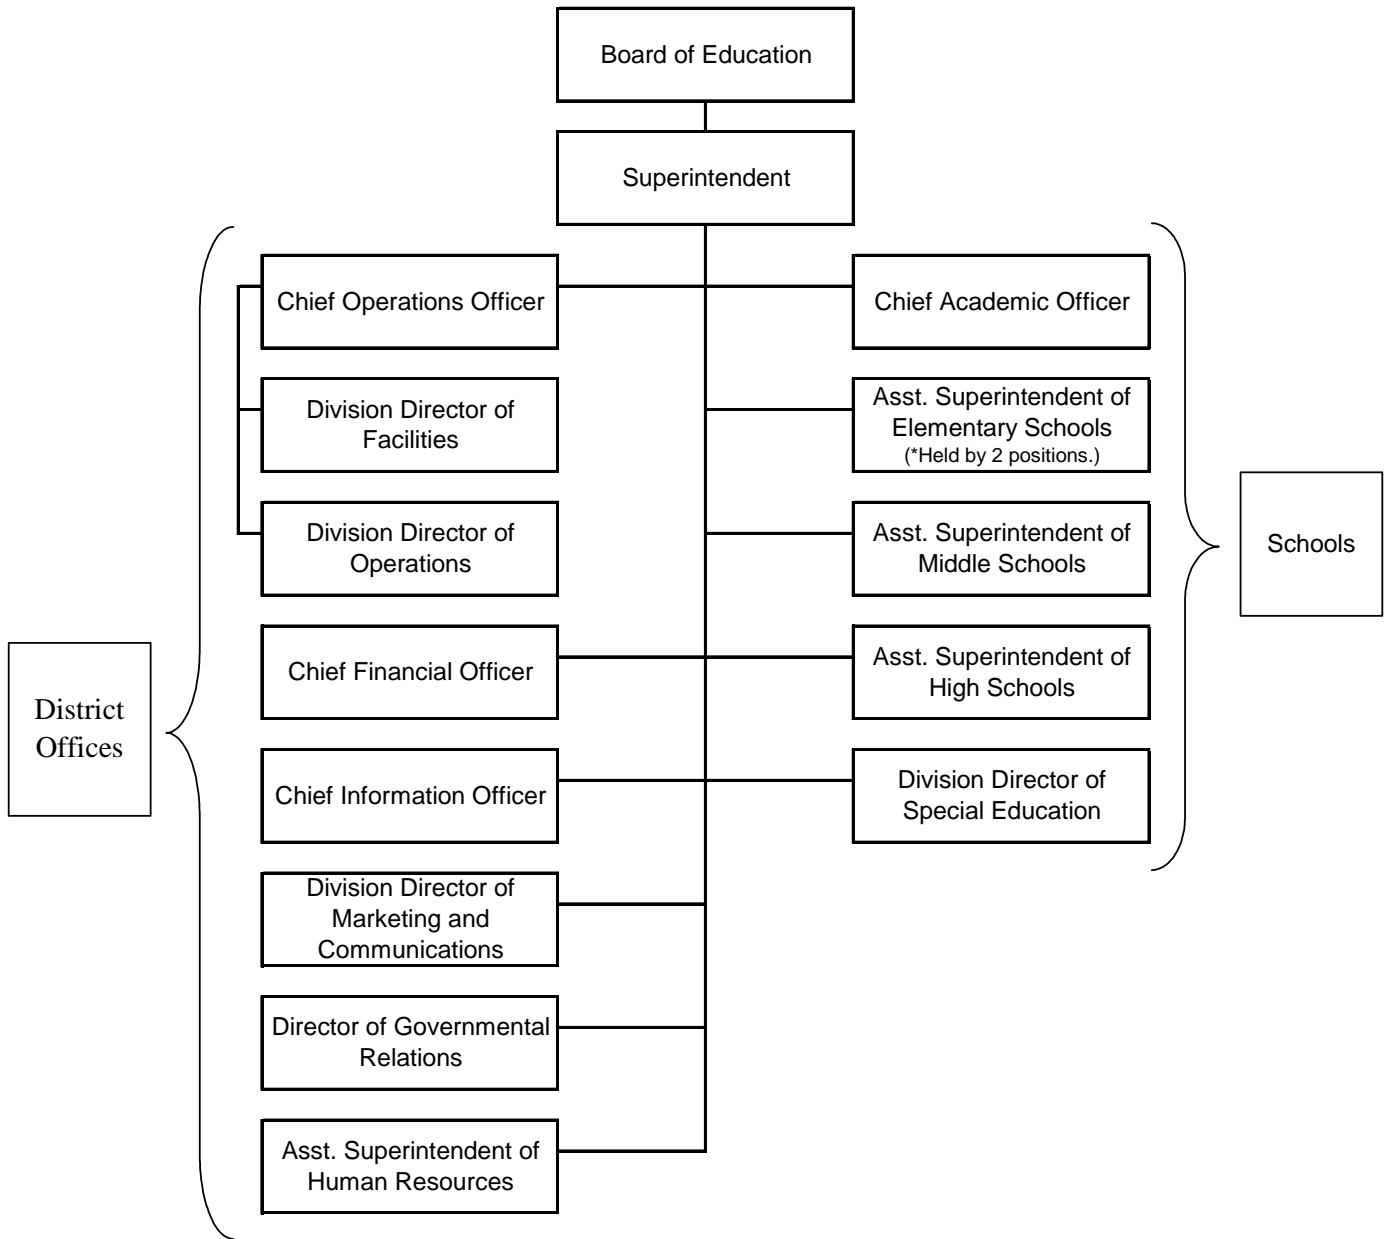 Board of Education
Superintendent
Chief Operations Officer
Chief Academic Officer
Division Director of
Facilities
Asst. Superintendent of
Elementary Schools
(*Held by 2 positions.)
Division Director of
Operations
Asst. Superintendent of
Middle Schools
Schools
Chief Financial Officer
Asst. Superintendent of
High Schools
District
Offices
Chief Information Officer
Division Director of
Special Education
Division Director of
Marketing and
Communications
Director of Governmental
Relations
Asst. Superintendent of
Human Resources